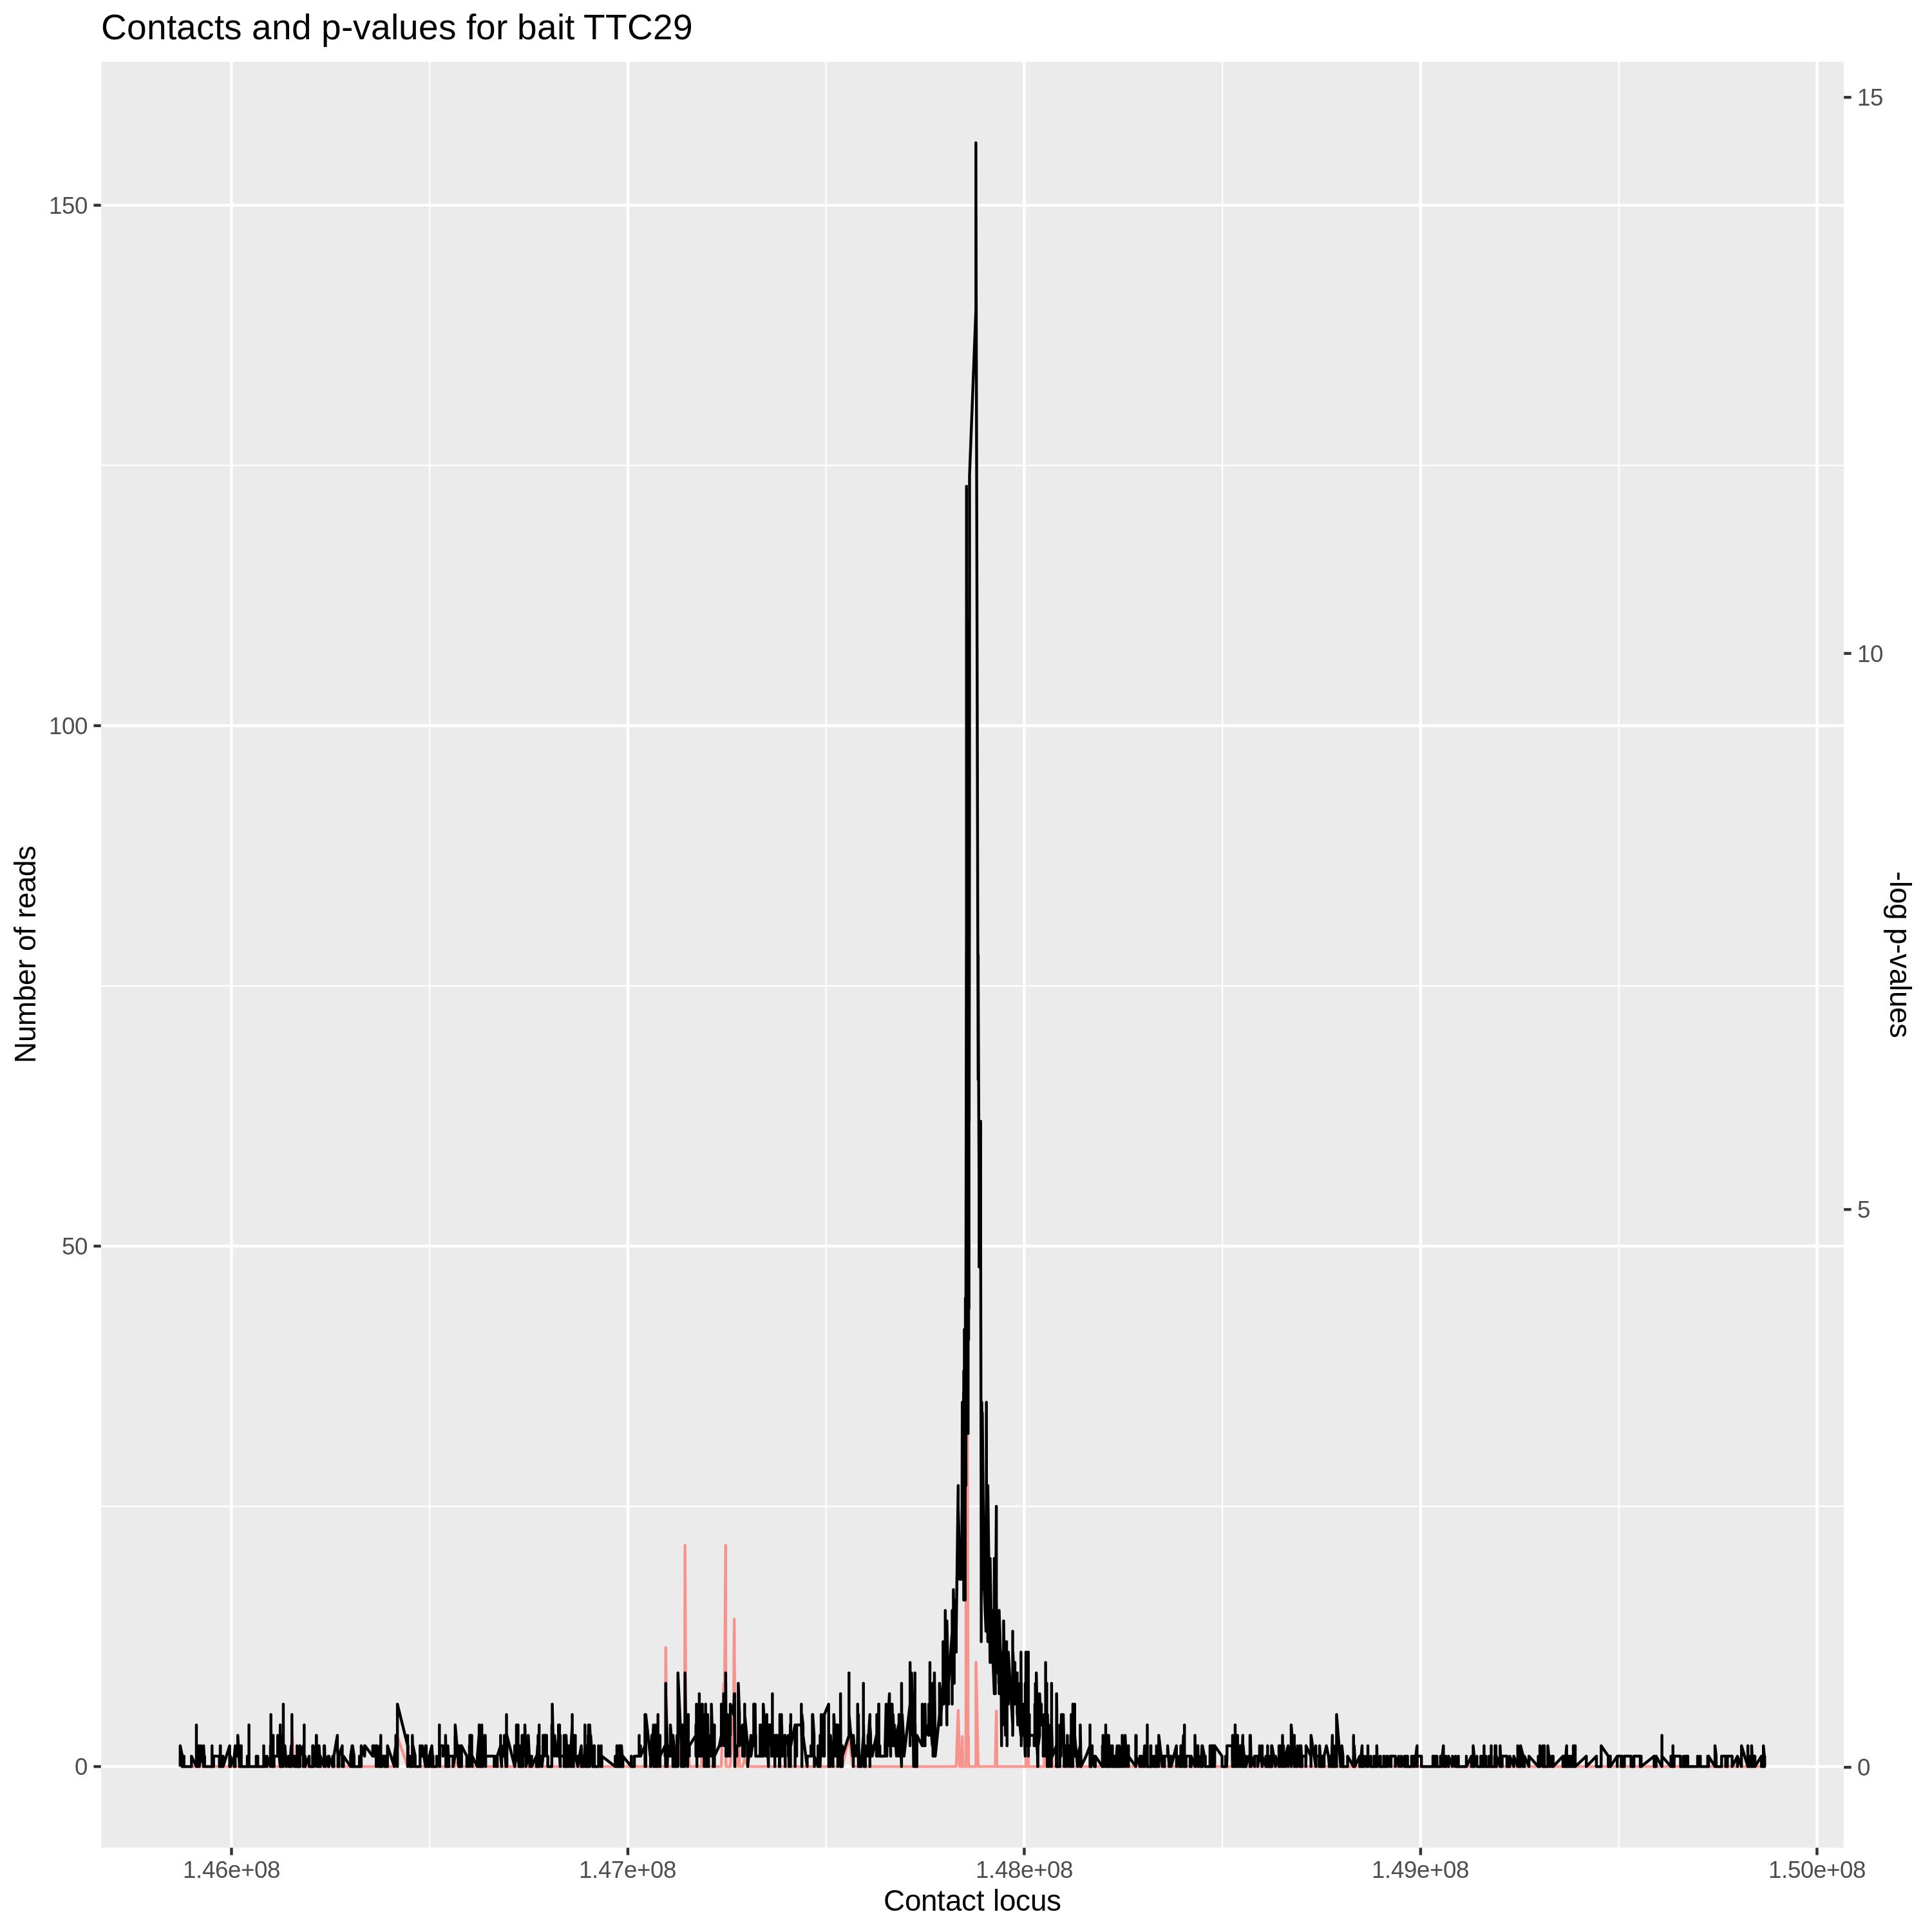 Contacts and p-values for bait TTC29
150
100
50
0
Number of reads
15
10
5
0
-log p-values
1.46e+08
1.47e+08
1.48e+08
1.49e+08
1.50e+08
Contact locus